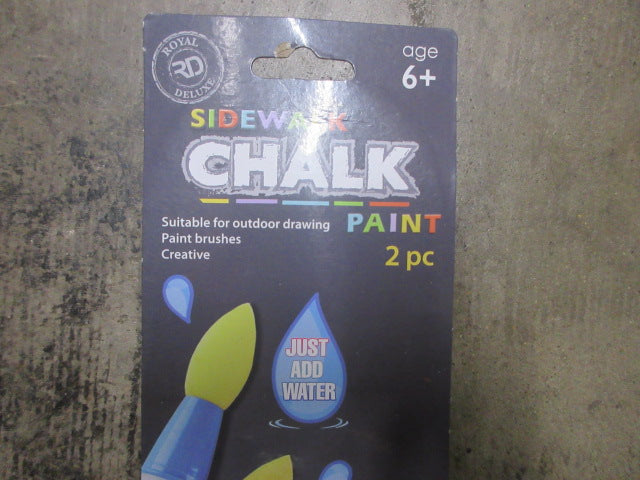 ROYAL
RD
DELUXE
age
6+
SIDEWALK
CHALK
PAINT
Suitable for outdoor drawing
Paint brushes
Creative
2 pc
JUST
ADD
WATER